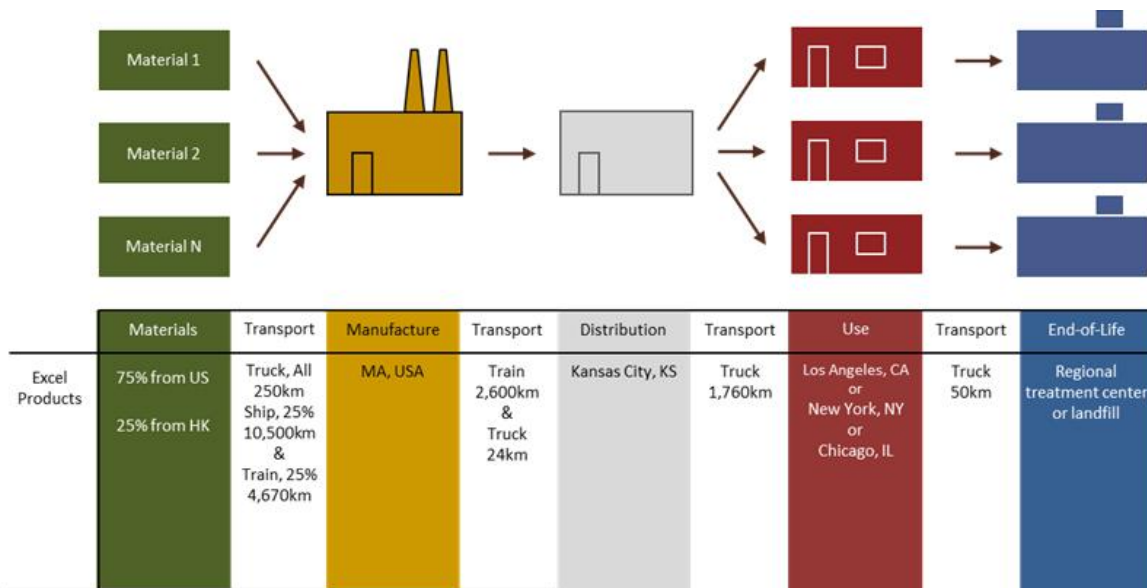 Material 1
Material 2
Material N
Materials
Transport
Manufacture
Transport
Distribution
Transport
Use
Transport
End-of-Life
Excel
Products
75% from US
25% from HK
Truck, All
250km
Ship, 25%
10,500km
&
Train, 25%
4,670km
MA, USA
Train
2,600km
&
Truck
24km
Kansas City, KS
Truck
1,760km
Los Angeles, CA
or
New York, NY
or
Chicago, IL
Truck
50km
Regional
treatment center
or landfill